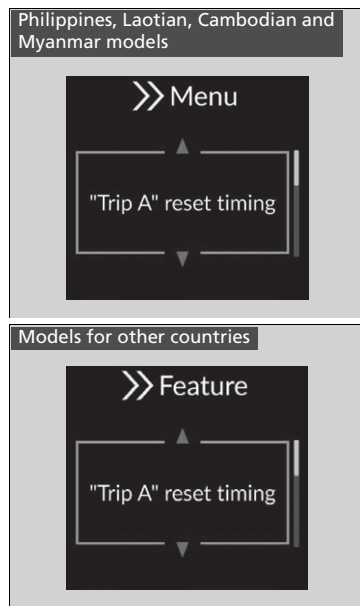 Philippines, Laotian, Cambodian and
Myanmar models
Menu
"Trip A" reset timing
Models for other countries
Feature
"Trip A" reset timing